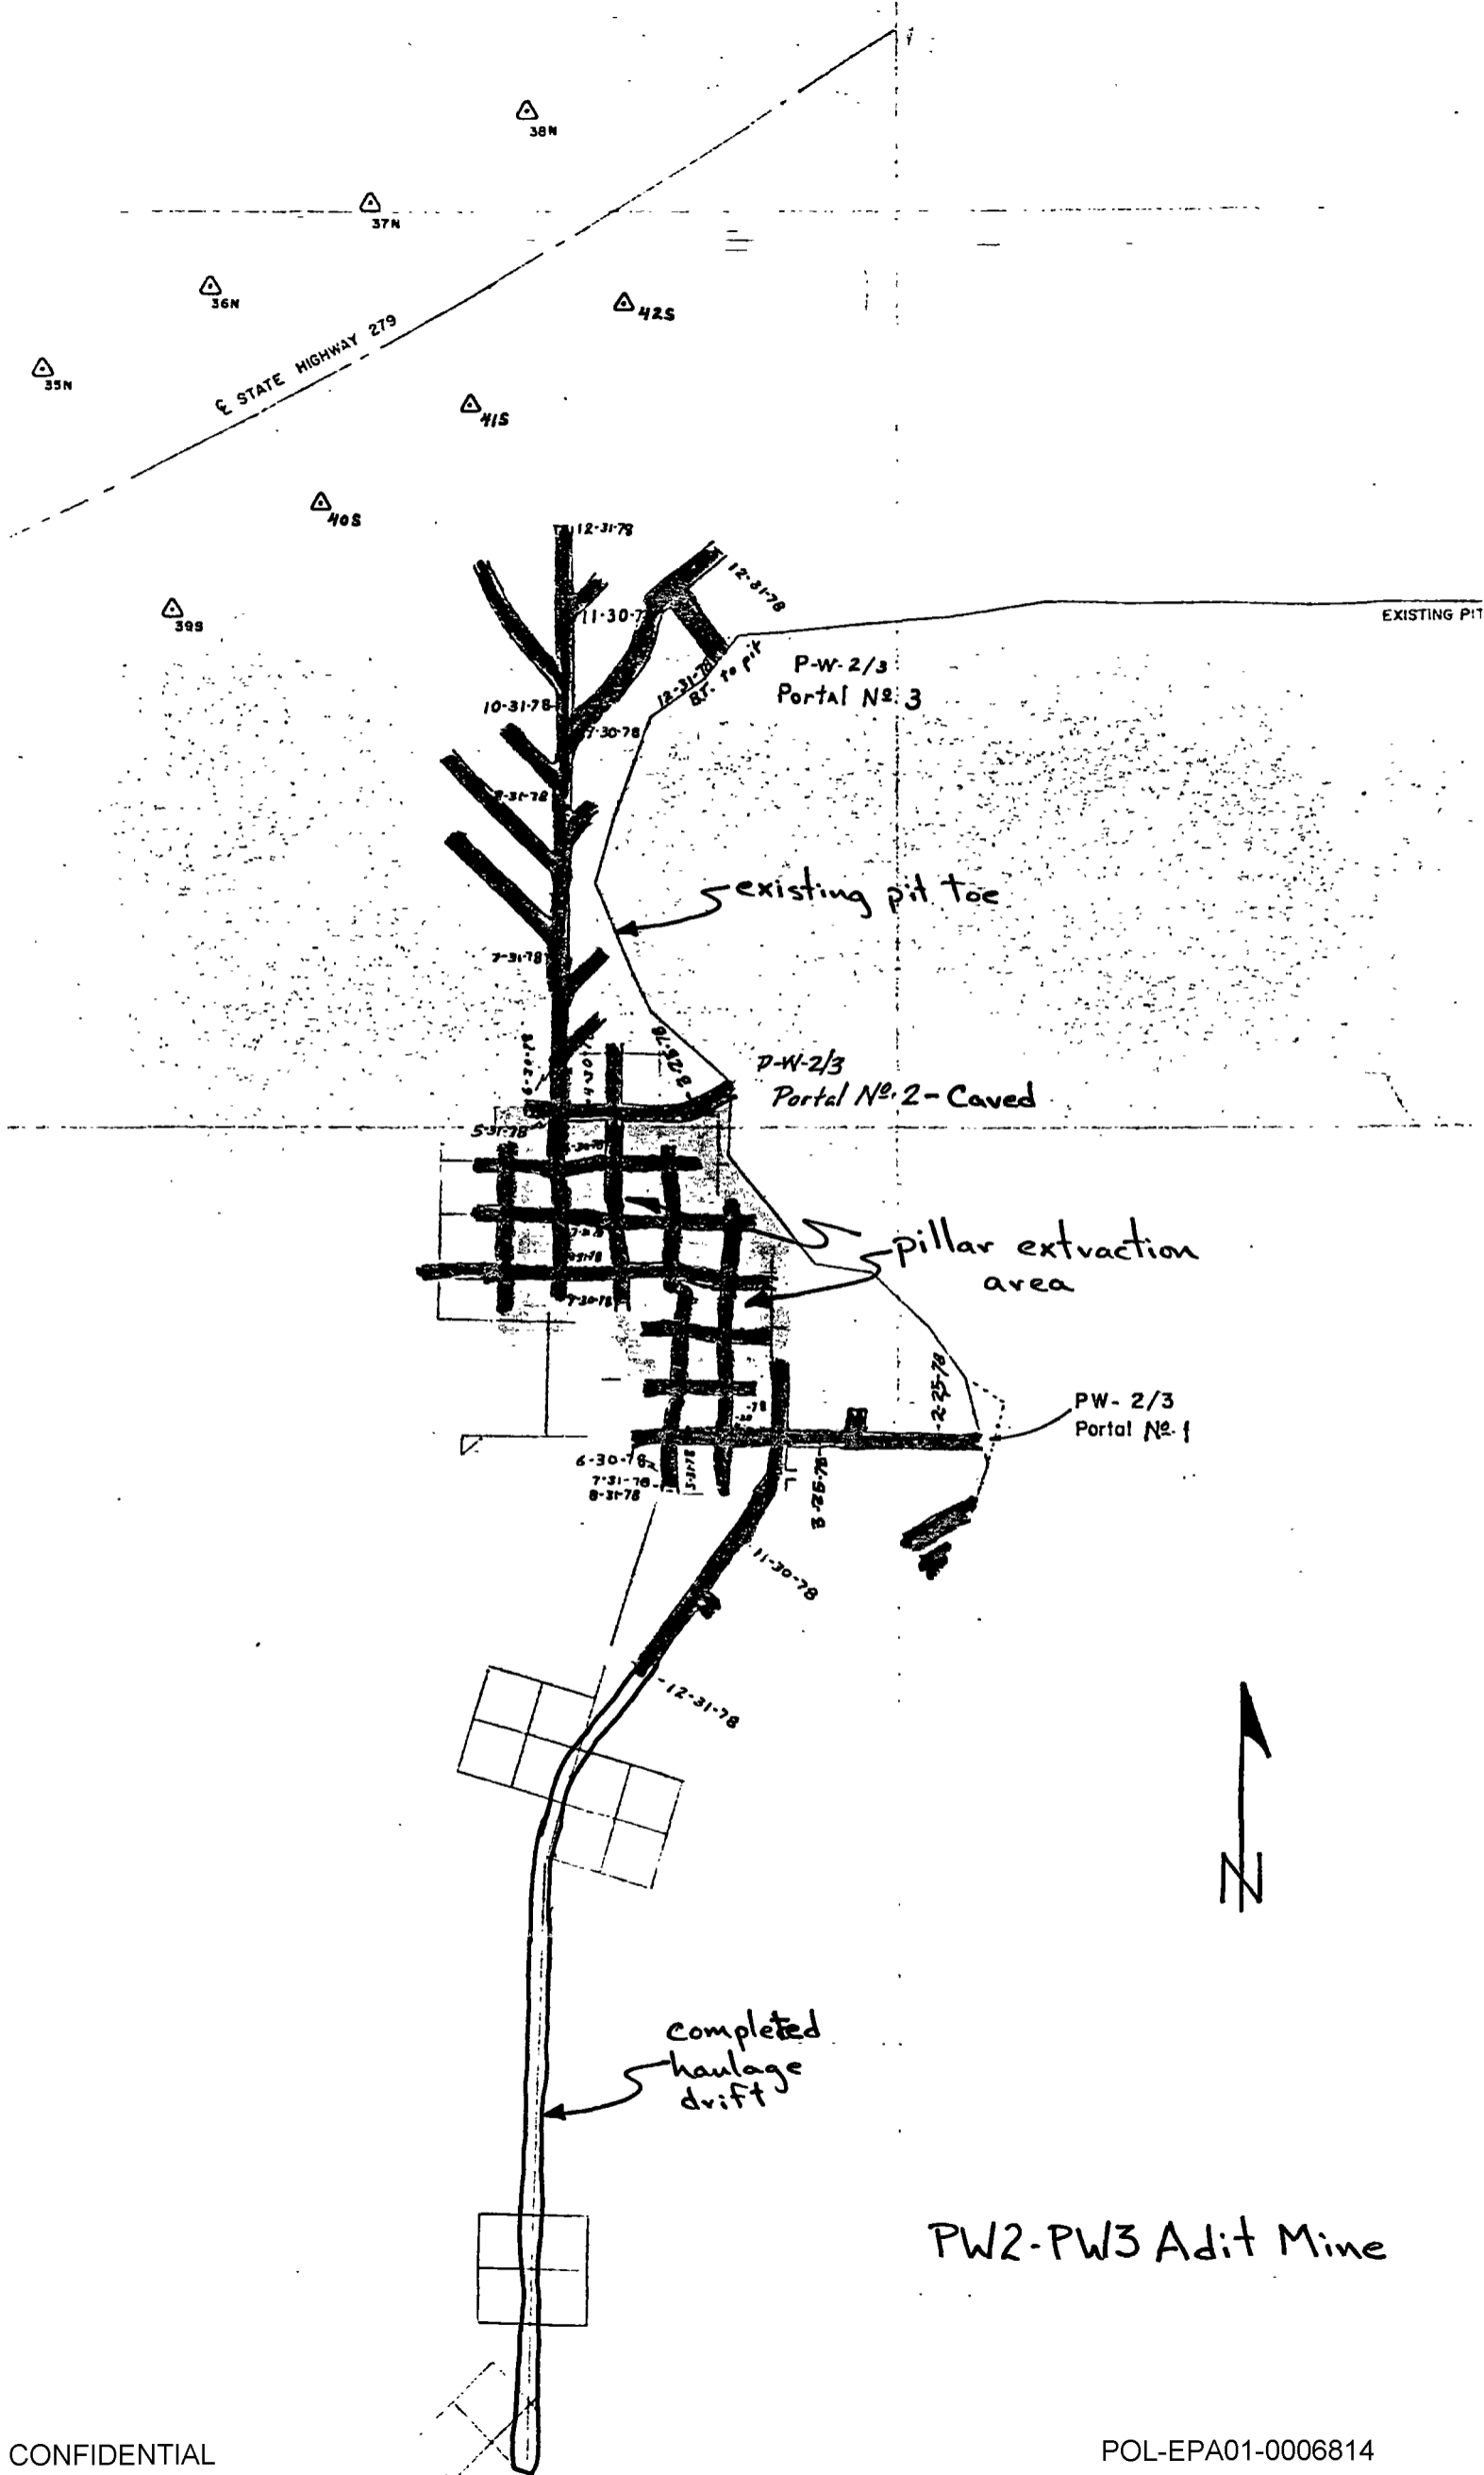 38N
37N
36N
42S
℄ STATE HIGHWAY 279
35N
41S
40S
12-31-78
12-31-78
39S
11-30-7
EXISTING PIT
P-W-2/3
Portal Nº 3
12-31-78
Br. to pit
10-31-78
9-30-78
existing pit toe
7-31-78
P-W-2/3
Portal Nº 2 - Caved
5-31-78
pillar extraction
area
7-30-78
2-25-78
PW- 2/3
Portal Nº 1
6-30-78
7-31-78
8-31-78
5-31-78
3-25-78
11-30-78
12-31-78
N
completed
haulage
drift
PW2-PW3 Adit Mine
CONFIDENTIAL
POL-EPA01-0006814